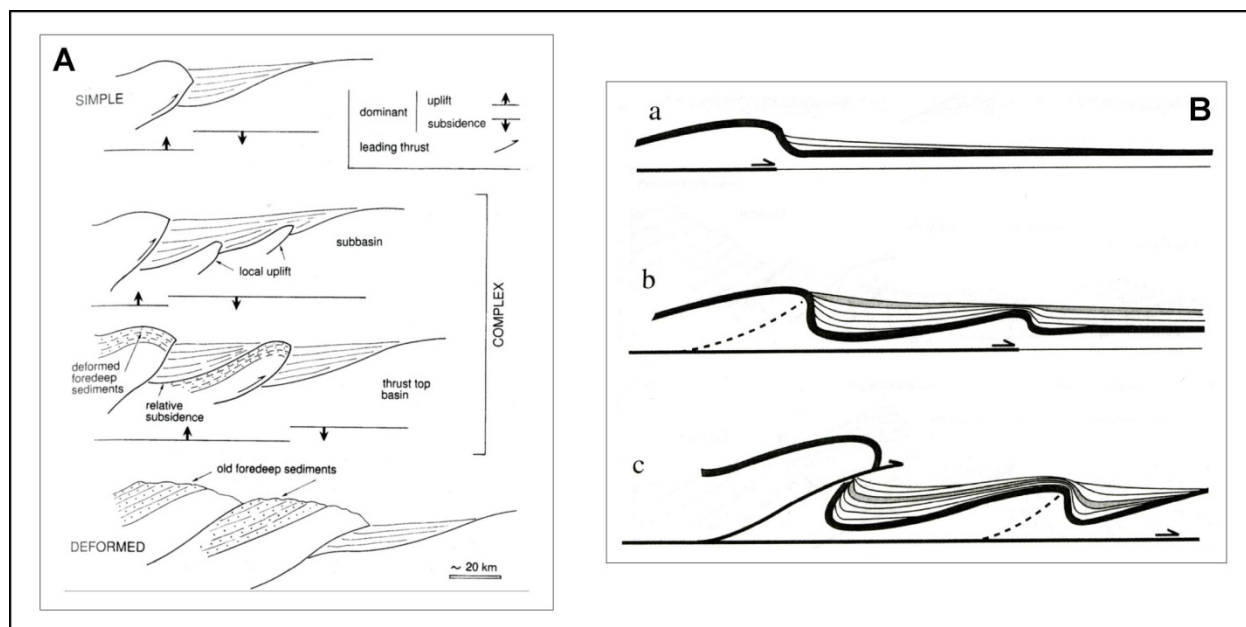 A
SIMPLE
dominant
uplift
subsidence
leading thrust
subbasin
local uplift
COMPLEX
deformed
foredeep
sediments
relative
subsidence
thrust top
basin
old foredeep sediments
DEFORMED
~ 20 km
B
a
b
c